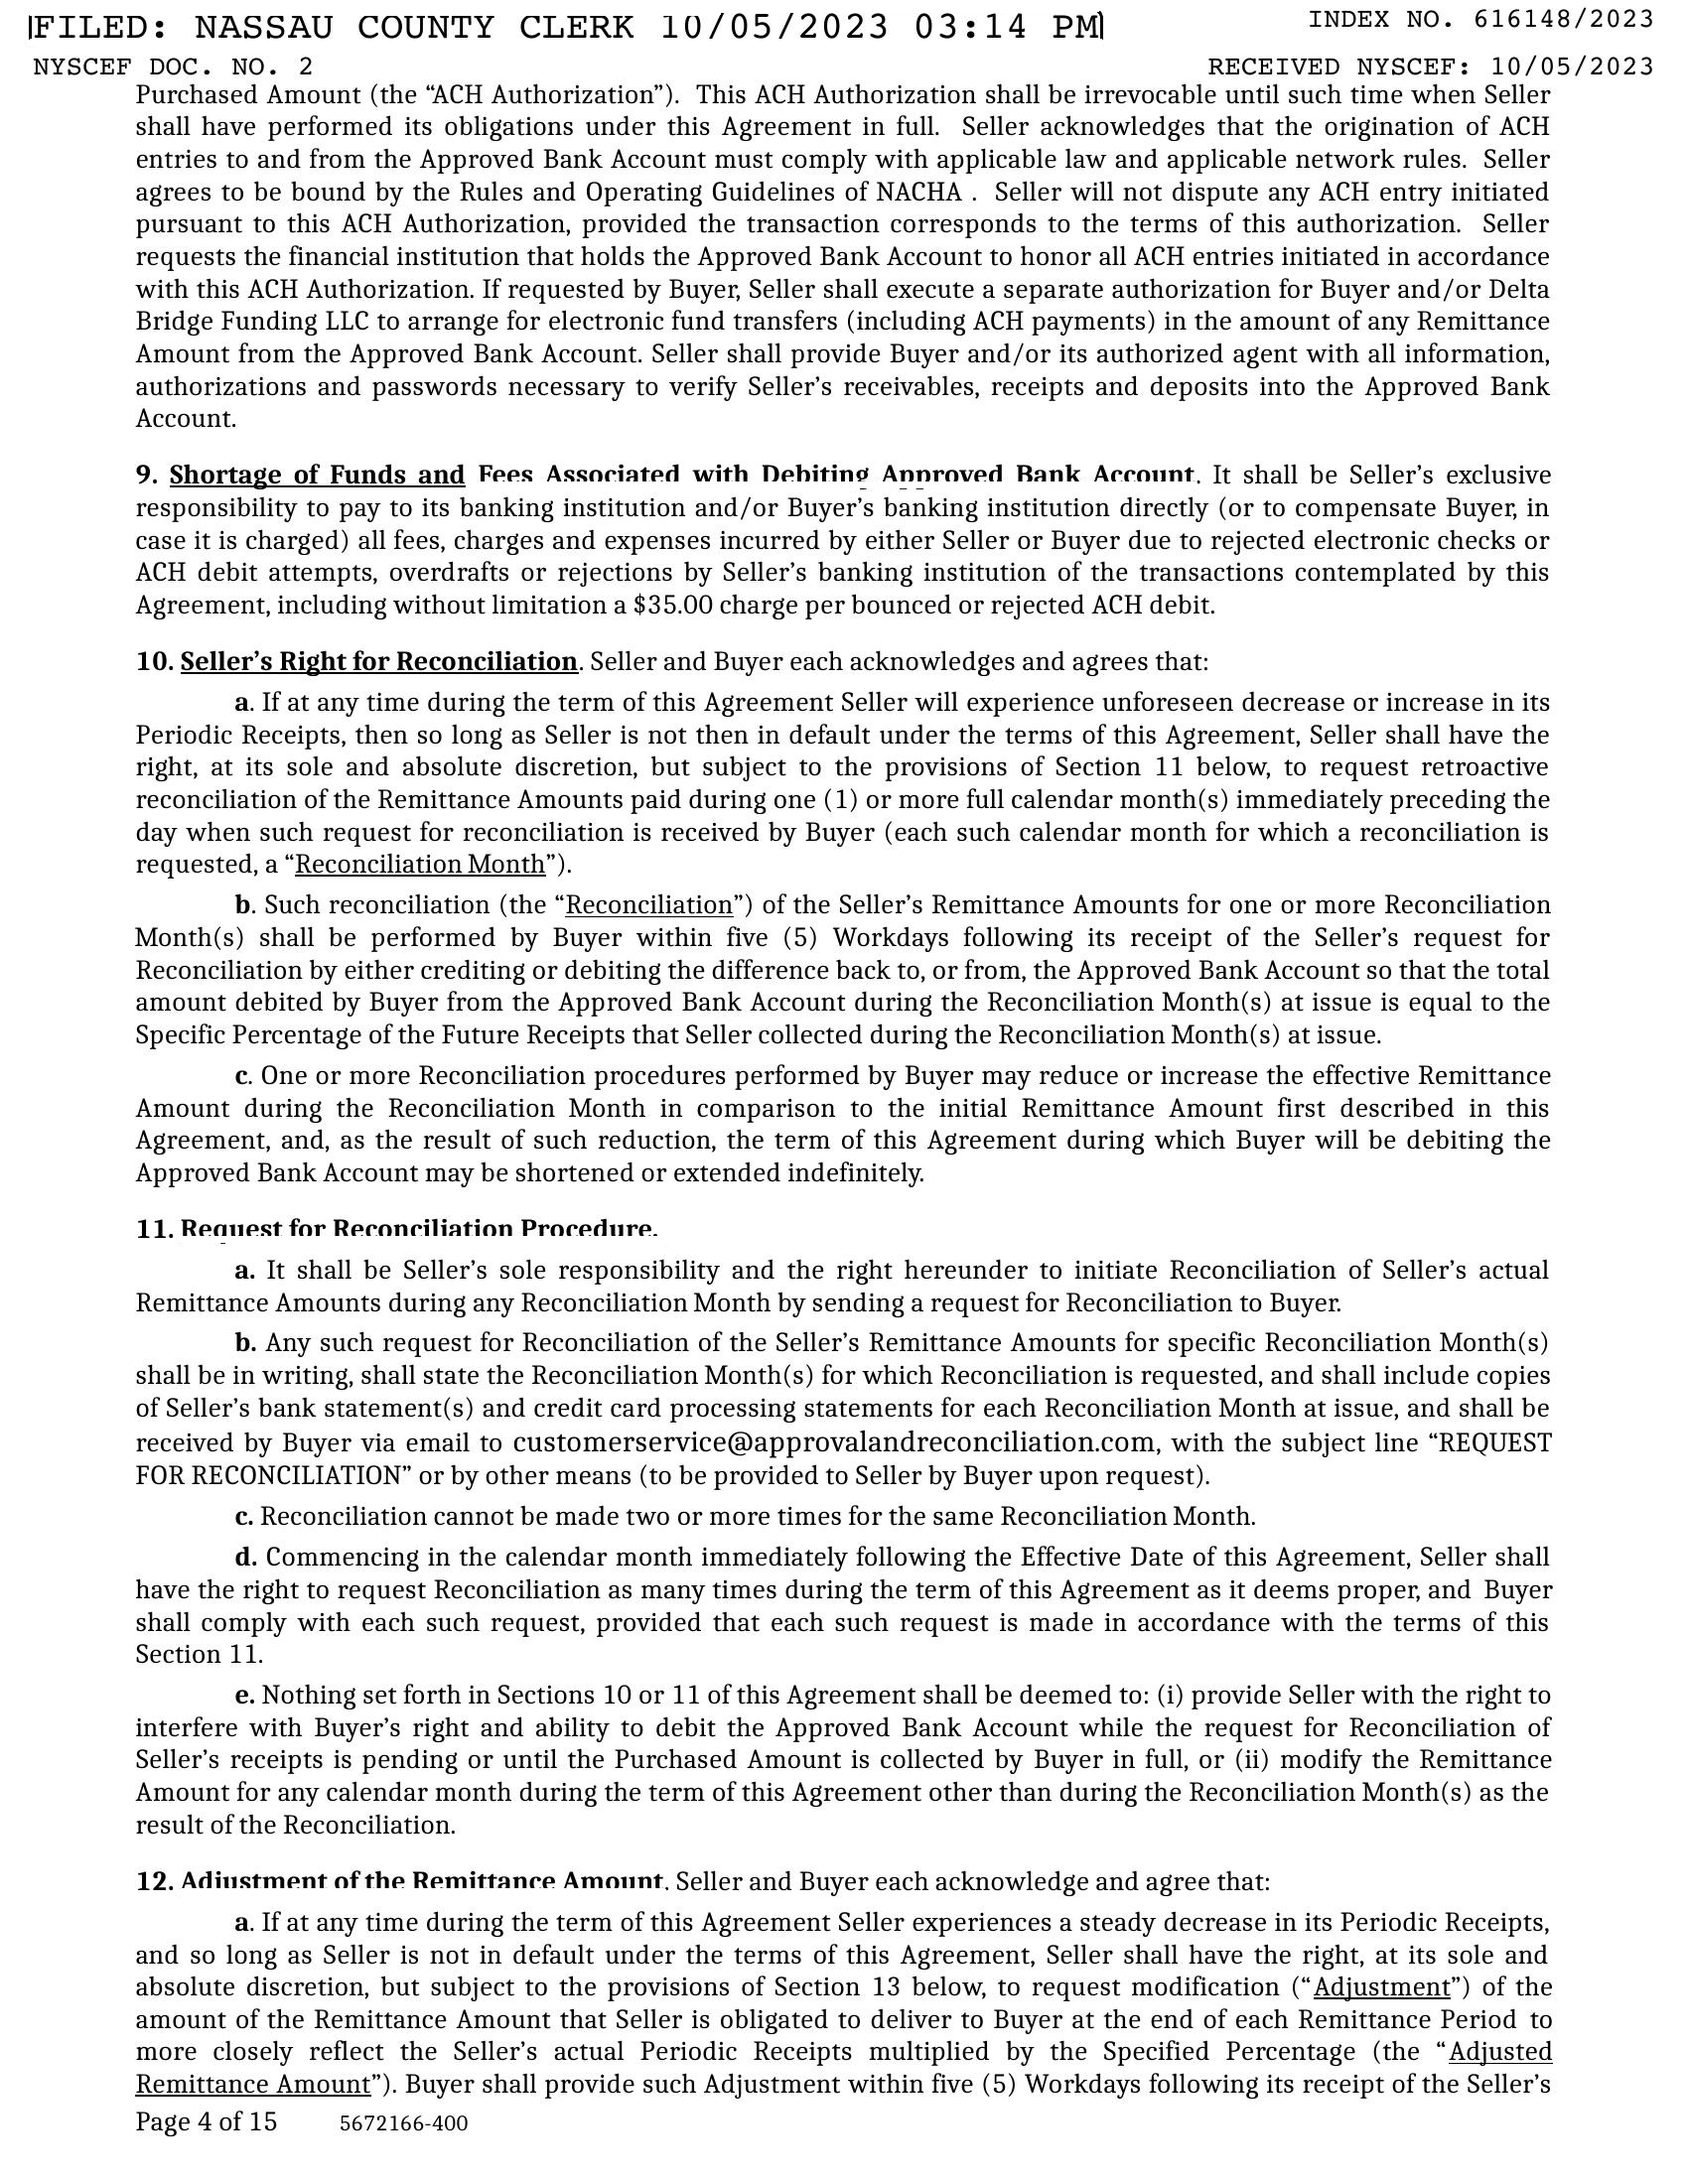 FILED: NASSAU COUNTY CLERK 10/05/2023 03:14 PM
INDEX NO. 616148/2023
NYSCEF DOC. NO. 2
RECEIVED NYSCEF: 10/05/2023
Purchased Amount (the “ACH Authorization”). This ACH Authorization shall be irrevocable until such time when Seller
shall have performed its obligations under this Agreement in full. Seller acknowledges that the origination of ACH
entries to and from the Approved Bank Account must comply with applicable law and applicable network rules. Seller
agrees to be bound by the Rules and Operating Guidelines of NACHA . Seller will not dispute any ACH entry initiated
pursuant to this ACH Authorization, provided the transaction corresponds to the terms of this authorization. Seller
requests the financial institution that holds the Approved Bank Account to honor all ACH entries initiated in accordance
with this ACH Authorization. If requested by Buyer, Seller shall execute a separate authorization for Buyer and/or Delta
Bridge Funding LLC to arrange for electronic fund transfers (including ACH payments) in the amount of any Remittance
Amount from the Approved Bank Account. Seller shall provide Buyer and/or its authorized agent with all information,
authorizations and passwords necessary to verify Seller’s receivables, receipts and deposits into the Approved Bank
Account.
9. Shortage of Funds and Fees Associated with Debiting Approved Bank Account. It shall be Seller’s exclusive
responsibility to pay to its banking institution and/or Buyer’s banking institution directly (or to compensate Buyer, in
case it is charged) all fees, charges and expenses incurred by either Seller or Buyer due to rejected electronic checks or
ACH debit attempts, overdrafts or rejections by Seller’s banking institution of the transactions contemplated by this
Agreement, including without limitation a $35.00 charge per bounced or rejected ACH debit.
10. Seller’s Right for Reconciliation. Seller and Buyer each acknowledges and agrees that:
a. If at any time during the term of this Agreement Seller will experience unforeseen decrease or increase in its
Periodic Receipts, then so long as Seller is not then in default under the terms of this Agreement, Seller shall have the
right, at its sole and absolute discretion, but subject to the provisions of Section 11 below, to request retroactive
reconciliation of the Remittance Amounts paid during one (1) or more full calendar month(s) immediately preceding the
day when such request for reconciliation is received by Buyer (each such calendar month for which a reconciliation is
requested, a “Reconciliation Month”).
b. Such reconciliation (the “Reconciliation”) of the Seller’s Remittance Amounts for one or more Reconciliation
Month(s) shall be performed by Buyer within five (5) Workdays following its receipt of the Seller’s request for
Reconciliation by either crediting or debiting the difference back to, or from, the Approved Bank Account so that the total
amount debited by Buyer from the Approved Bank Account during the Reconciliation Month(s) at issue is equal to the
Specific Percentage of the Future Receipts that Seller collected during the Reconciliation Month(s) at issue.
c. One or more Reconciliation procedures performed by Buyer may reduce or increase the effective Remittance
Amount during the Reconciliation Month in comparison to the initial Remittance Amount first described in this
Agreement, and, as the result of such reduction, the term of this Agreement during which Buyer will be debiting the
Approved Bank Account may be shortened or extended indefinitely.
11. Request for Reconciliation Procedure.
a. It shall be Seller’s sole responsibility and the right hereunder to initiate Reconciliation of Seller’s actual
Remittance Amounts during any Reconciliation Month by sending a request for Reconciliation to Buyer.
b. Any such request for Reconciliation of the Seller’s Remittance Amounts for specific Reconciliation Month(s)
shall be in writing, shall state the Reconciliation Month(s) for which Reconciliation is requested, and shall include copies
of Seller’s bank statement(s) and credit card processing statements for each Reconciliation Month at issue, and shall be
received by Buyer via email to customerservice@approvalandreconciliation.com, with the subject line “REQUEST
FOR RECONCILIATION” or by other means (to be provided to Seller by Buyer upon request).
c. Reconciliation cannot be made two or more times for the same Reconciliation Month.
d. Commencing in the calendar month immediately following the Effective Date of this Agreement, Seller shall
have the right to request Reconciliation as many times during the term of this Agreement as it deems proper, and Buyer
shall comply with each such request, provided that each such request is made in accordance with the terms of this
Section 11.
e. Nothing set forth in Sections 10 or 11 of this Agreement shall be deemed to: (i) provide Seller with the right to
interfere with Buyer’s right and ability to debit the Approved Bank Account while the request for Reconciliation of
Seller’s receipts is pending or until the Purchased Amount is collected by Buyer in full, or (ii) modify the Remittance
Amount for any calendar month during the term of this Agreement other than during the Reconciliation Month(s) as the
result of the Reconciliation.
12. Adjustment of the Remittance Amount. Seller and Buyer each acknowledge and agree that:
a. If at any time during the term of this Agreement Seller experiences a steady decrease in its Periodic Receipts,
and so long as Seller is not in default under the terms of this Agreement, Seller shall have the right, at its sole and
absolute discretion, but subject to the provisions of Section 13 below, to request modification (“Adjustment”) of the
amount of the Remittance Amount that Seller is obligated to deliver to Buyer at the end of each Remittance Period to
more closely reflect the Seller’s actual Periodic Receipts multiplied by the Specified Percentage (the “Adjusted
Remittance Amount”). Buyer shall provide such Adjustment within five (5) Workdays following its receipt of the Seller’s
Page 4 of 15 5672166-400